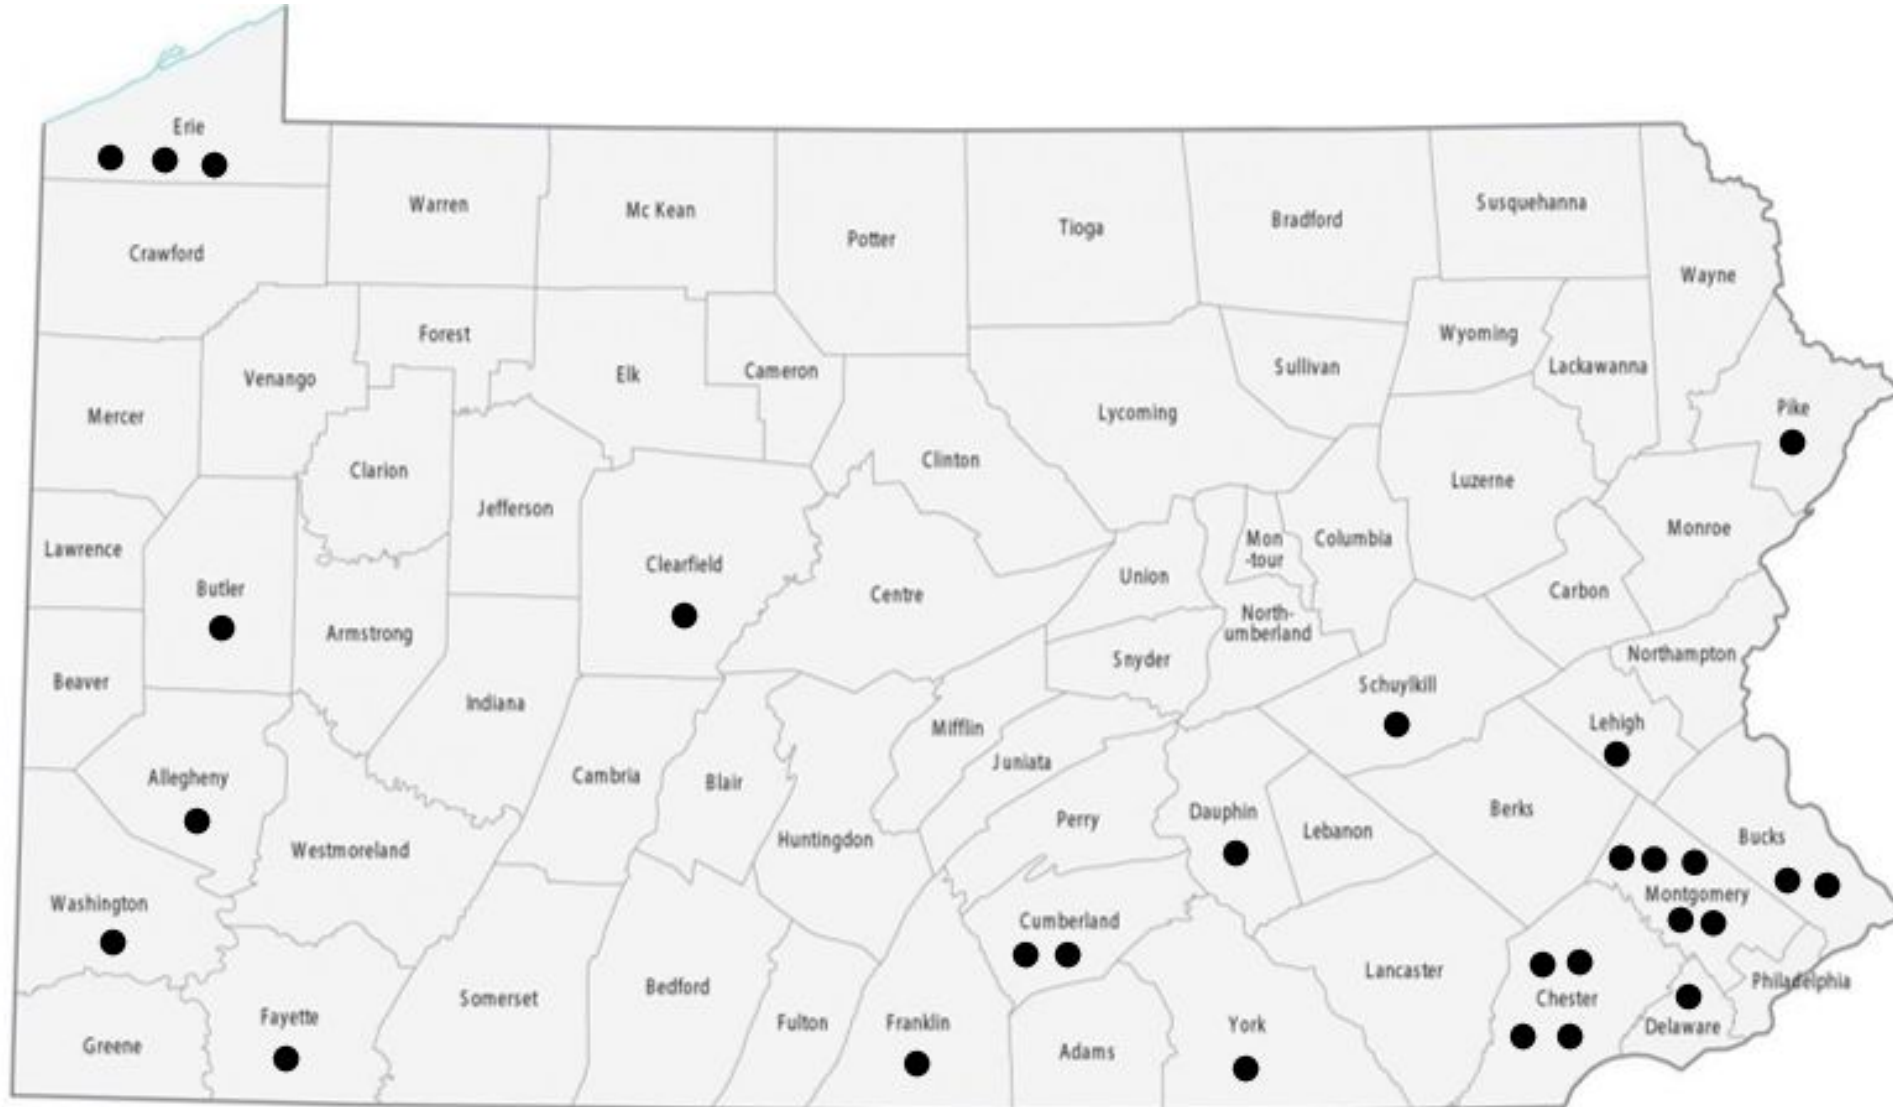 Erie
Warren
Mc Kean
Potter
Tioga
Bradford
Susquehanna
Wayne
Crawford
Forest
Elk
Cameron
Sullivan
Wyoming
Lackawanna
Venango
Mercer
Pike
Lycoming
Clinton
Clarion
Luzerne
Jefferson
Monroe
Lawrence
Clearfield
Mon
-tour
Columbia
Butler
Union
Carbon
Centre
North-
umberland
Armstrong
Northampton
Snyder
Beaver
Schuylkill
Indiana
Lehigh
Mifflin
Juniata
Allegheny
Cambria
Blair
Berks
Dauphin
Perry
Lebanon
Bucks
Huntingdon
Westmoreland
Montgomery
Washington
Cumberland
Lancaster
Philadelphia
Bedford
Somerset
Chester
Fayette
Fulton
Franklin
York
Delaware
Greene
Adams